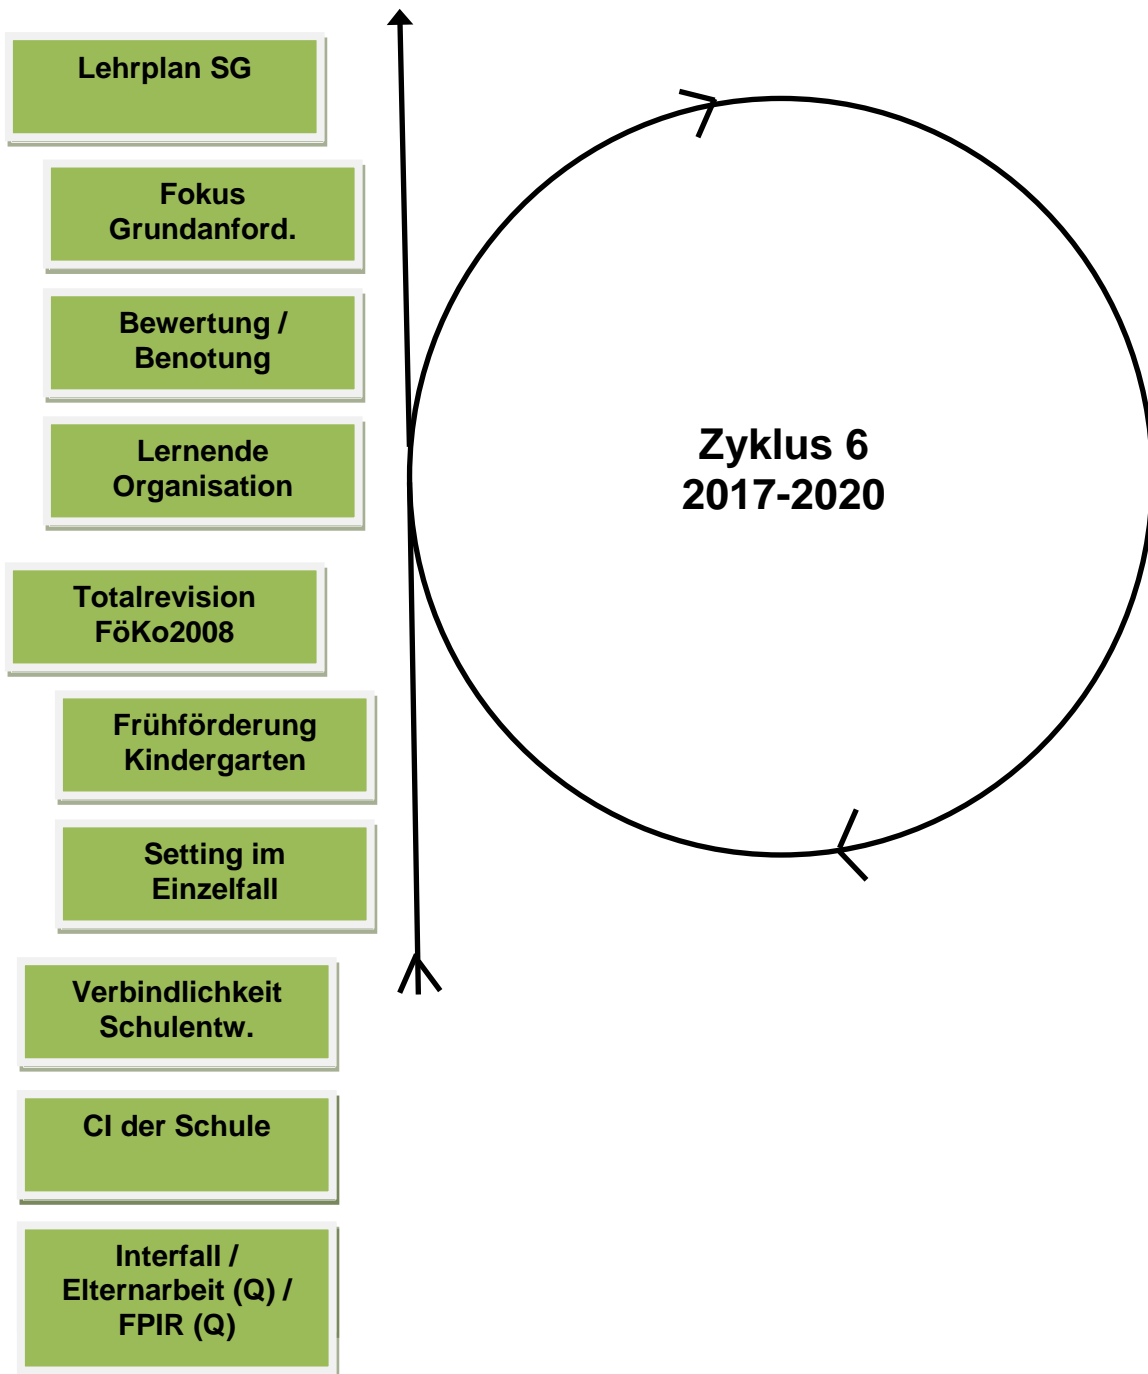 Lehrplan SG
Fokus
Grundanford.
Bewertung /
Benotung
Lernende
Organisation
Totalrevision
FöKo2008
Frühförderung
Kindergarten
Setting im
Einzelfall
Verbindlichkeit
Schulentw.
CI der Schule
Interfall /
Elternarbeit (Q) /
FPIR (Q)
Zyklus 6
2017-2020